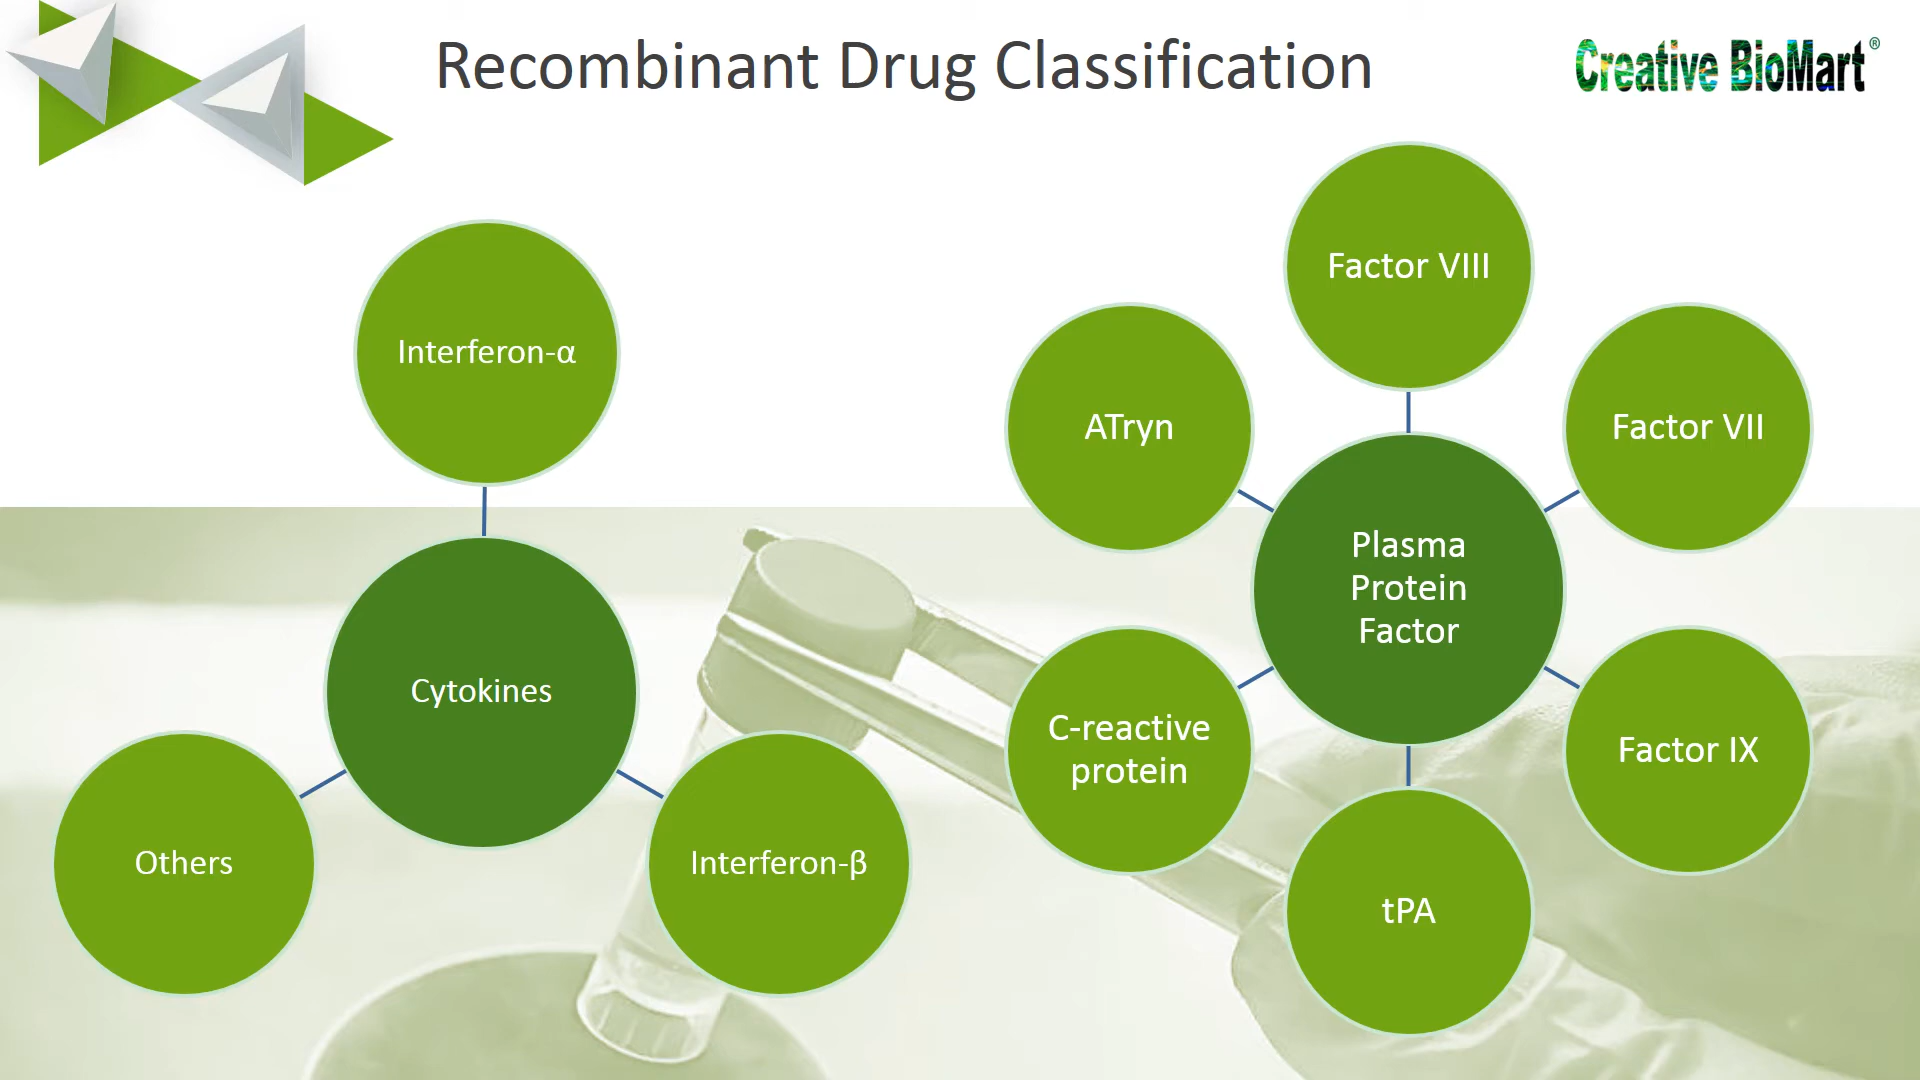 Recombinant Drug Classification
Creative BioMart®
Interferon-α
Cytokines
Others
Interferon-β
Factor VIII
ATryn
Factor VII
Plasma
Protein
Factor
C-reactive
protein
Factor IX
tPA